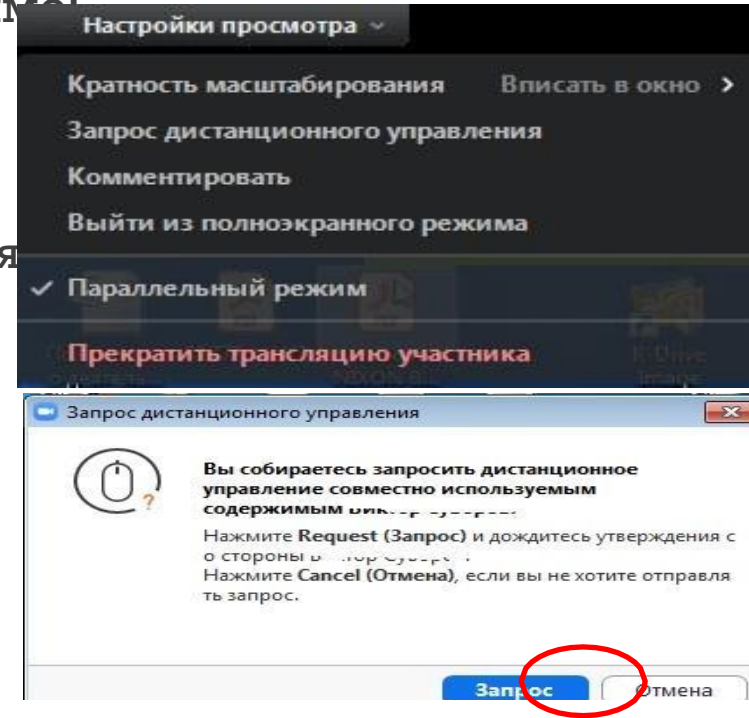 Настройки просмотра
Кратность масштабирования Вписать в окно >
Запрос дистанционного управления
Комментировать
Выйти из полноэкранного режима
✓ Параллельный режим
Прекратить трансляцию участника
Запрос дистанционного управления
Вы собираетесь запросить дистанционное
управление совместно используемым
содержимым
Нажмите Request (Запрос) и дождитесь утверждения с
о стороны
Нажмите Cancel (Отмена), если вы не хотите отправля
ть запрос.
Запрос Отмена